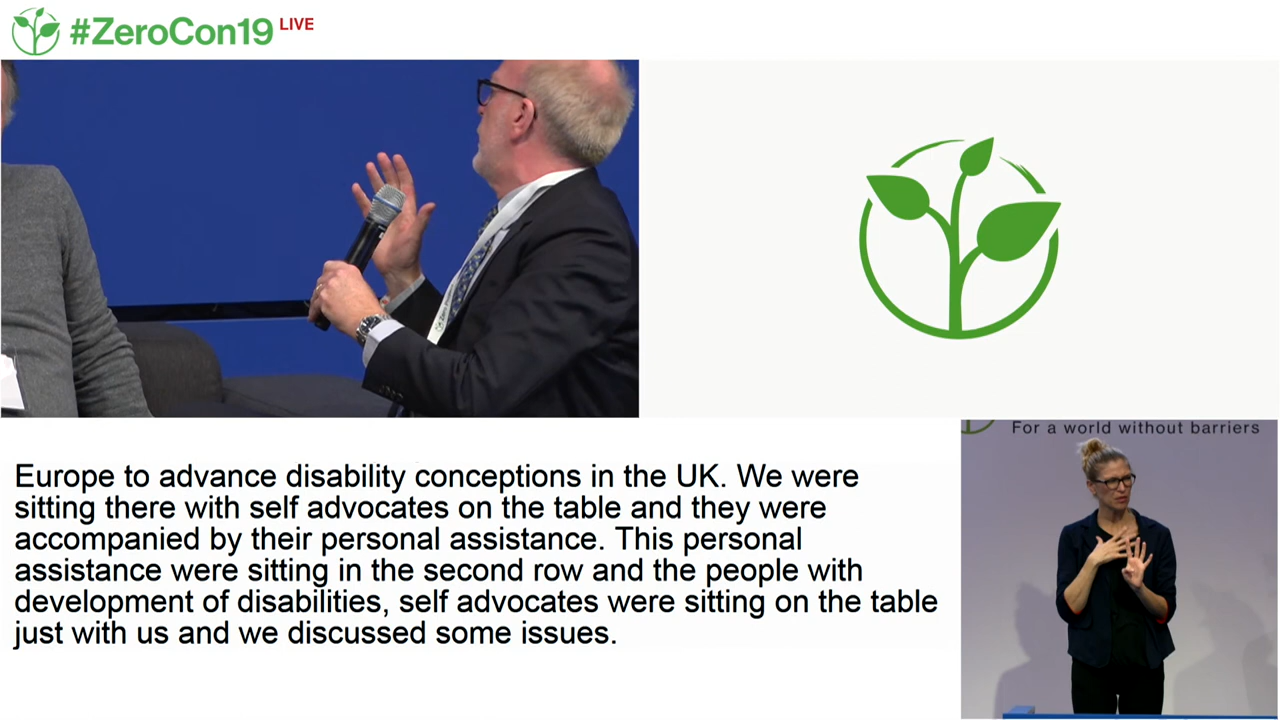 #ZeroCon19 LIVE
Europe to advance disability conceptions in the UK. We were
sitting there with self advocates on the table and they were
accompanied by their personal assistance. This personal
assistance were sitting in the second row and the people with
development of disabilities, self advocates were sitting on the table
just with us and we discussed some issues.
For a world without barriers